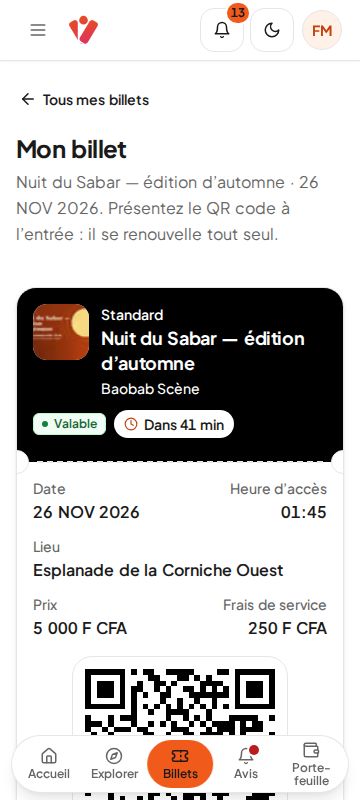 13
FM
Tous mes billets
Mon billet
Nuit du Sabar — édition d'automne · 26
NOV 2026. Présentez le QR code à
l'entrée : il se renouvelle tout seul.
Standard
Nuit du Sabar — édition
d'automne
Baobab Scène
Valable
Dans 41 min
Date
Heure d'accès
26 NOV 2026
01:45
Lieu
Esplanade de la Corniche Ouest
Prix
Frais de service
5 000 F CFA
250 F CFA
Accueil
Explorer
Billets
Avis
Porte-
feuille